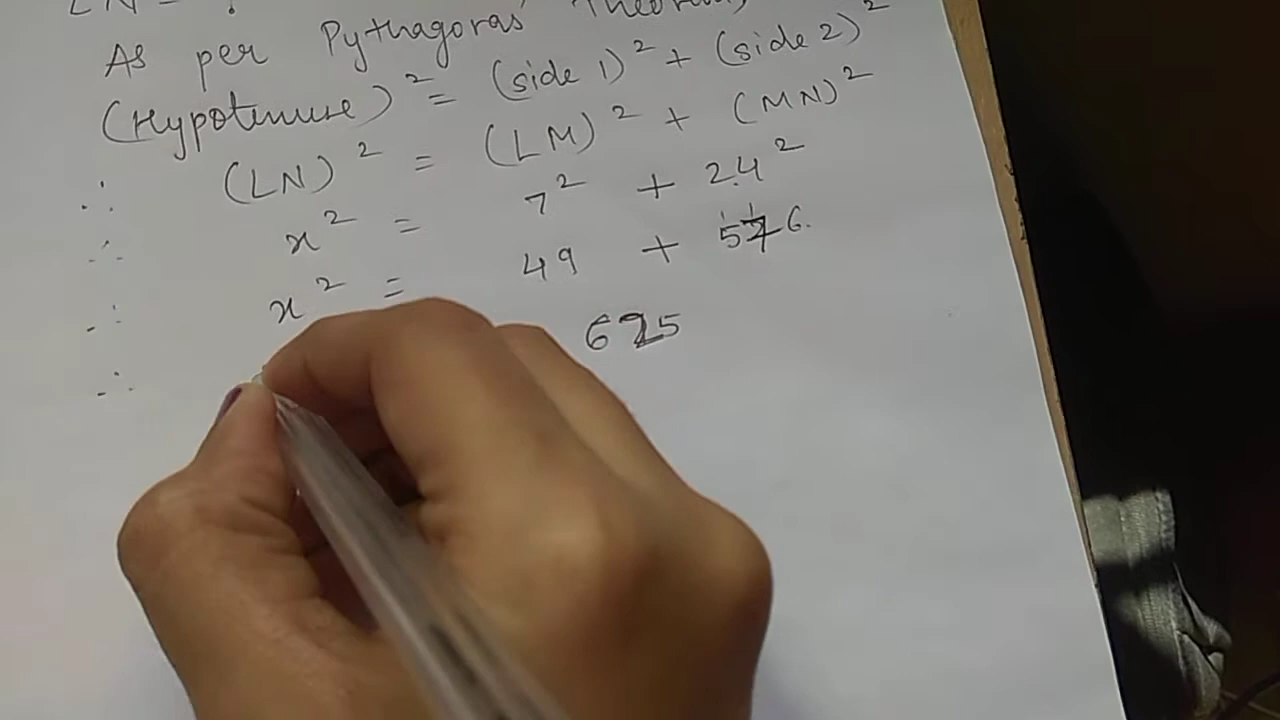 LN = ?
As per Pythagoras' Theorem,
(Hypotenuse)² = (side 1)² + (side 2)²
∴ (LN)² = (LM)² + (MN)²
∴ x² = 7² + 24²
∴ x² = 49 + 576
∴ 625